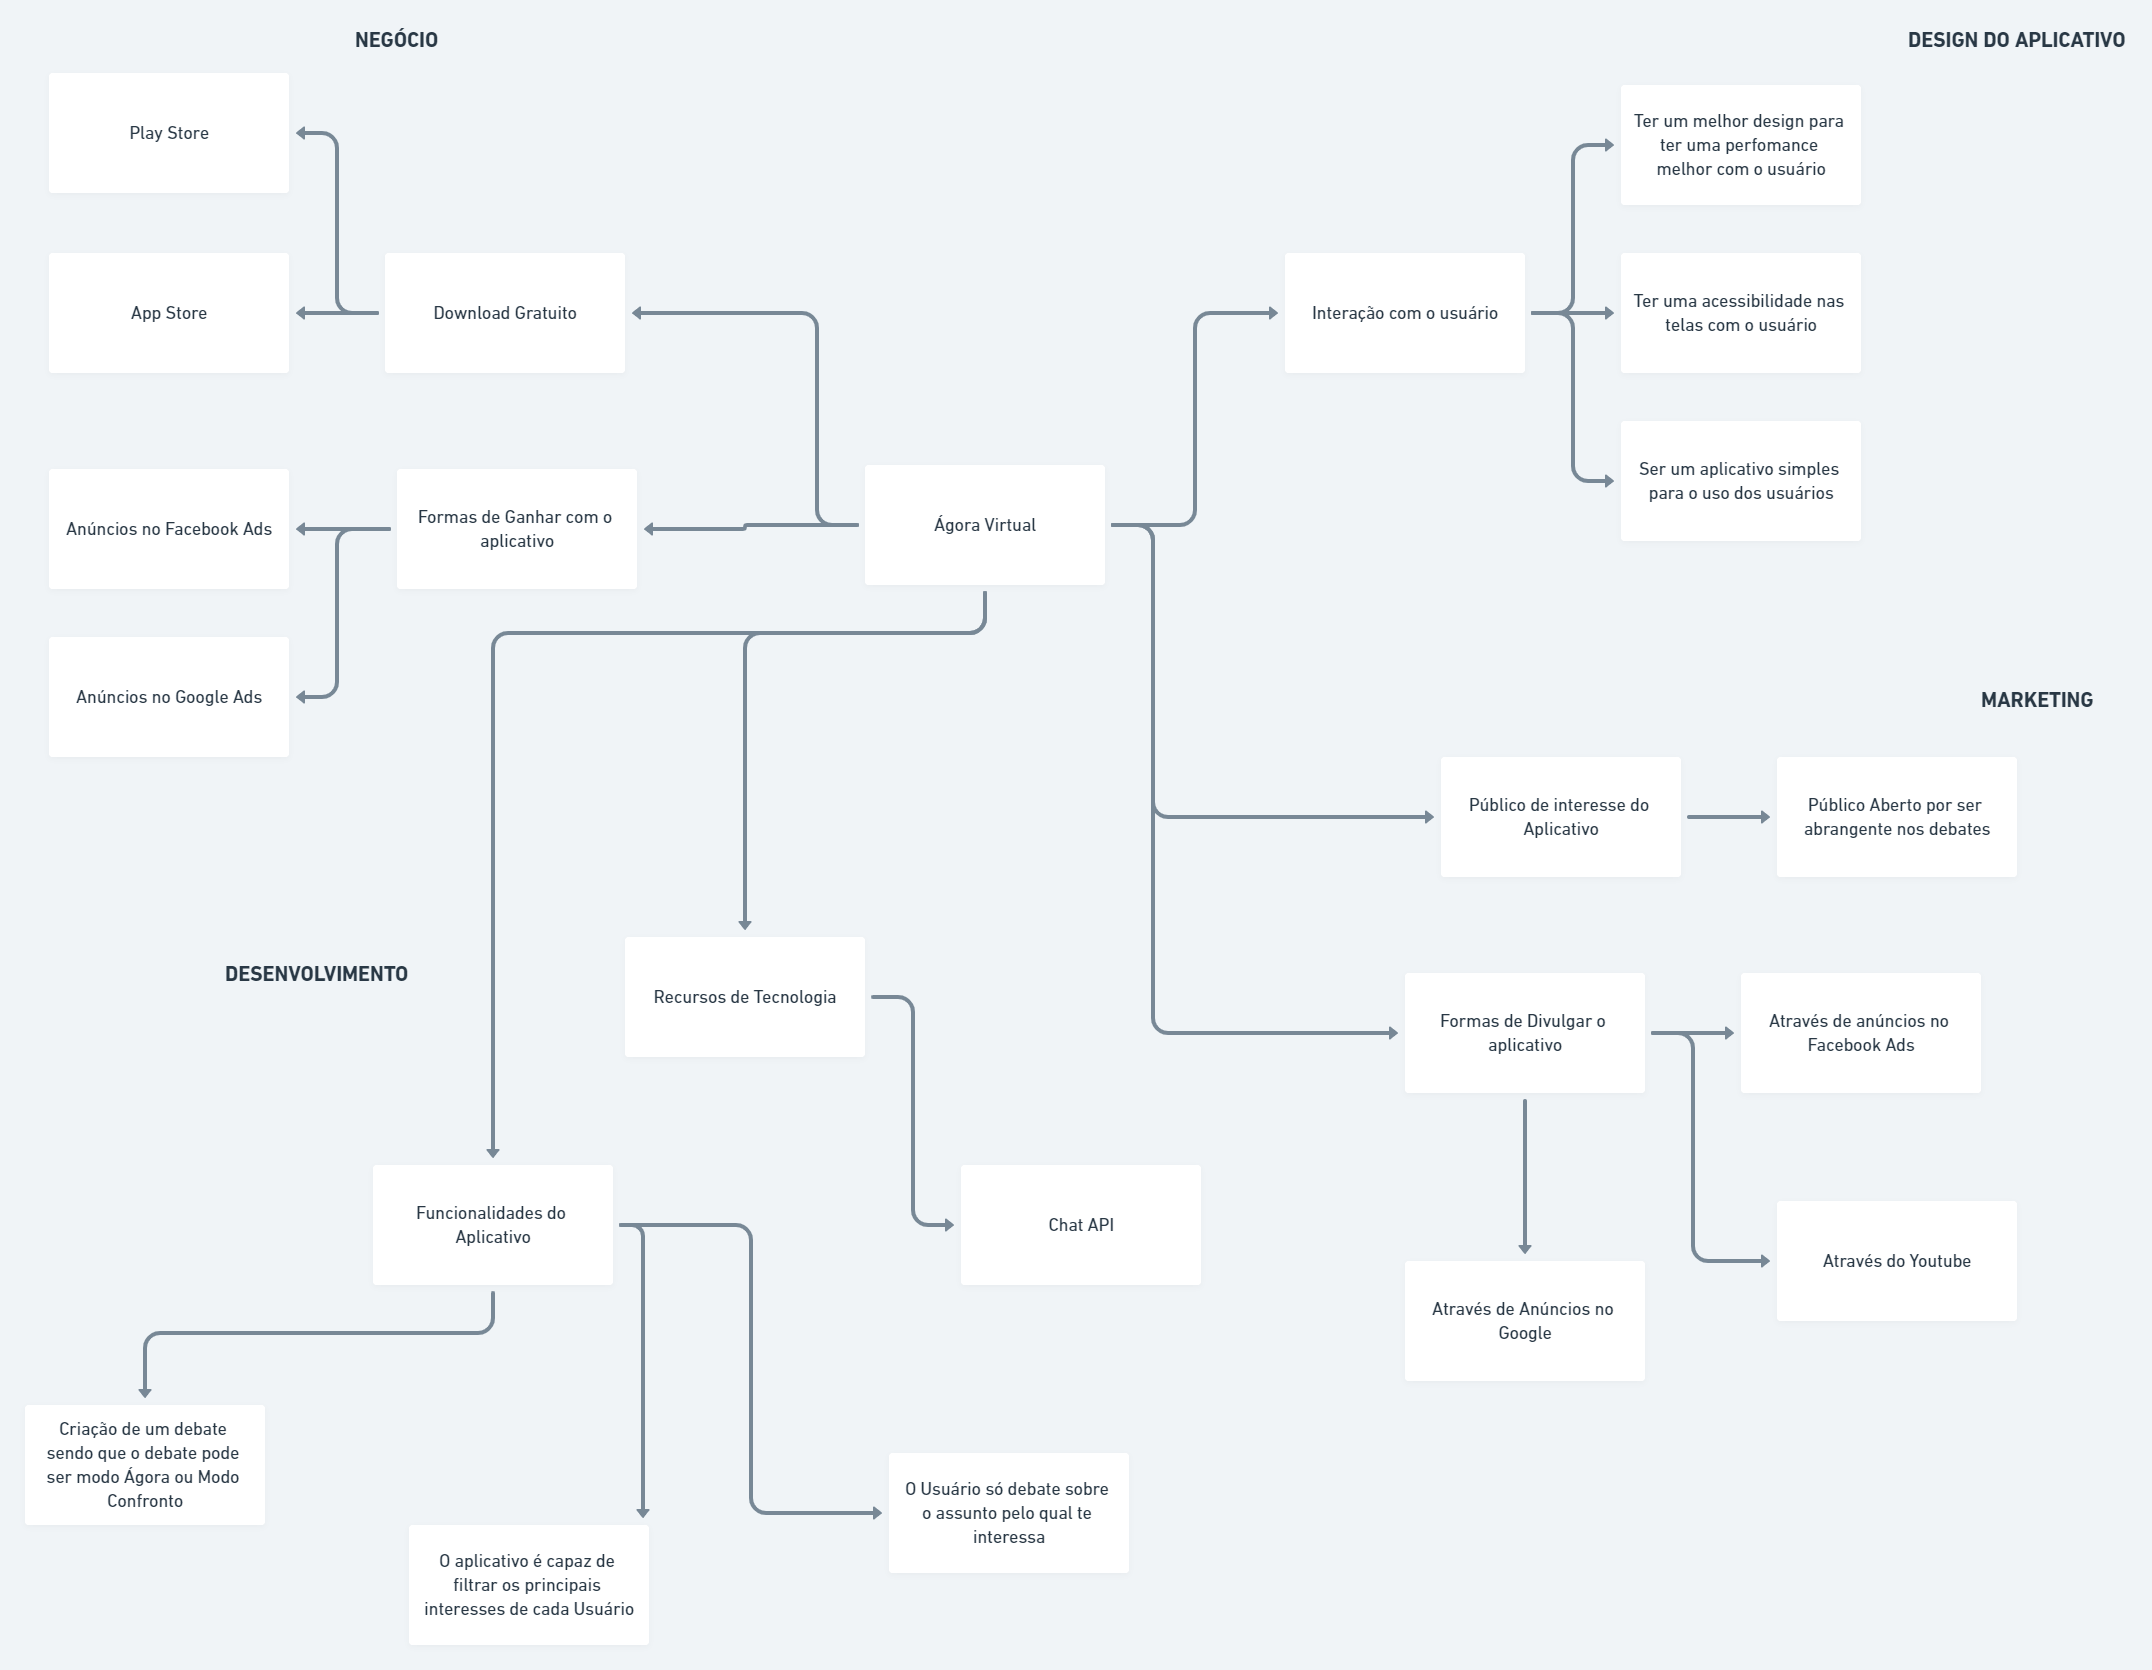 NEGÓCIO
DESIGN DO APLICATIVO
Play Store
App Store
Download Gratuito
Anúncios no Facebook Ads
Formas de Ganhar com o
aplicativo
Anúncios no Google Ads
Ágora Virtual
Interação com o usuário
Ter um melhor design para
ter uma perfomance
melhor com o usuário
Ter uma acessibilidade nas
telas com o usuário
Ser um aplicativo simples
para o uso dos usuários
MARKETING
Público de interesse do
Aplicativo
Público Aberto por ser
abrangente nos debates
Formas de Divulgar o
aplicativo
Através de anúncios no
Facebook Ads
Através do Youtube
Através de Anúncios no
Google
DESENVOLVIMENTO
Recursos de Tecnologia
Chat API
Funcionalidades do
Aplicativo
Criação de um debate
sendo que o debate pode
ser modo Ágora ou Modo
Confronto
O aplicativo é capaz de
filtrar os principais
interesses de cada Usuário
O Usuário só debate sobre
o assunto pelo qual te
interessa